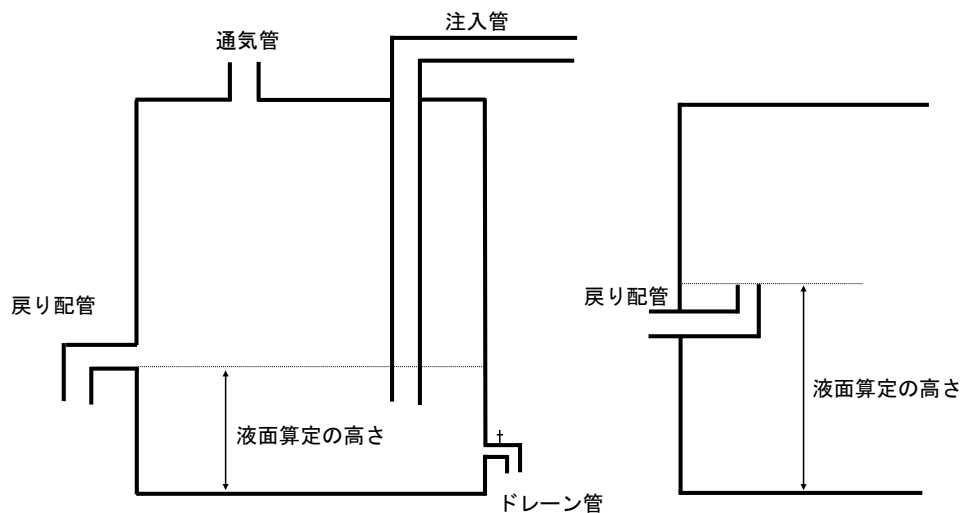 注入管
通気管
戻り配管
液面算定の高さ
ドレーン管
戻り配管
液面算定の高さ